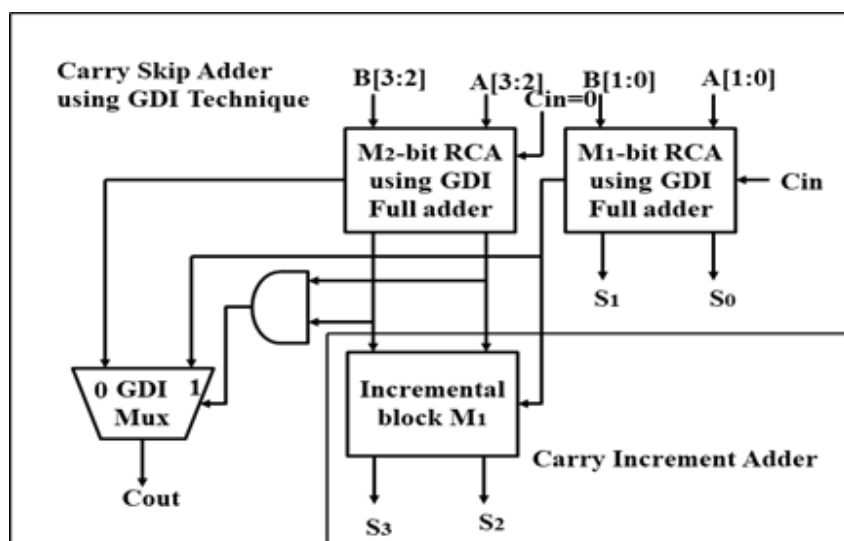 Carry Skip Adder
using GDI Technique
B[3:2]
A[3:2]
Cin=0
B[1:0]
A[1:0]
M2-bit RCA
using GDI
Full adder
M1-bit RCA
using GDI
Full adder
Cin
S1
S0
0 GDI 1
Mux
Incremental
block M1
Carry Increment Adder
Cout
S3
S2